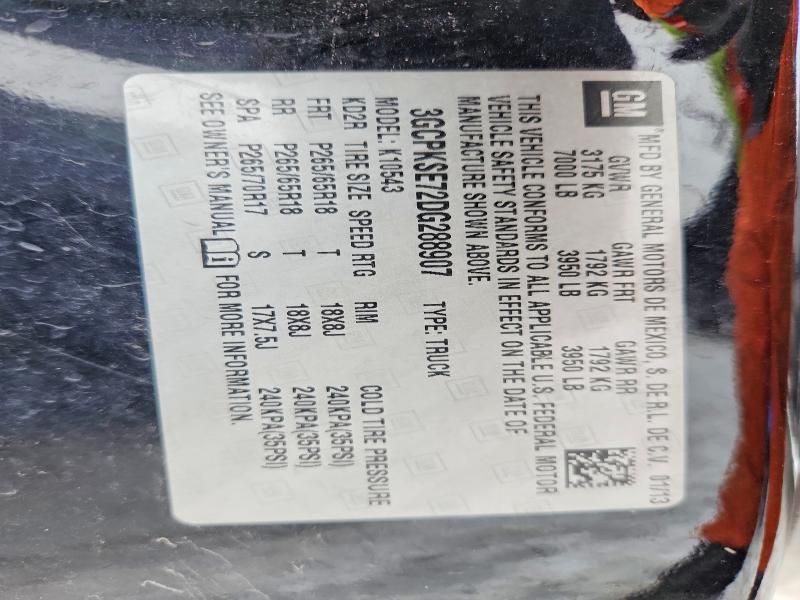 GM
MFD BY GENERAL MOTORS DE MEXICO, S. DE R.L. DE C.V. 01/13
GVWR GAWR FRT GAWR RR
3175 KG 1792 KG 1792 KG
7000 LB 3950 LB 3950 LB
THIS VEHICLE CONFORMS TO ALL APPLICABLE U.S. FEDERAL MOTOR
VEHICLE SAFETY STANDARDS IN EFFECT ON THE DATE OF
MANUFACTURE SHOWN ABOVE.
3GCPKSE72DG288907 TYPE: TRUCK
MODEL: K11543
K12R TIRE SIZE SPEED RTG RIM COLD TIRE PRESSURE
FRT P265/65R18 T 18X8J 240KPA(35PSI)
RR P265/65R18 T 18X8J 240KPA(35PSI)
SPA P265/70R17 S 17X7.5J 240KPA(35PSI)
SEE OWNER'S MANUAL FOR MORE INFORMATION.